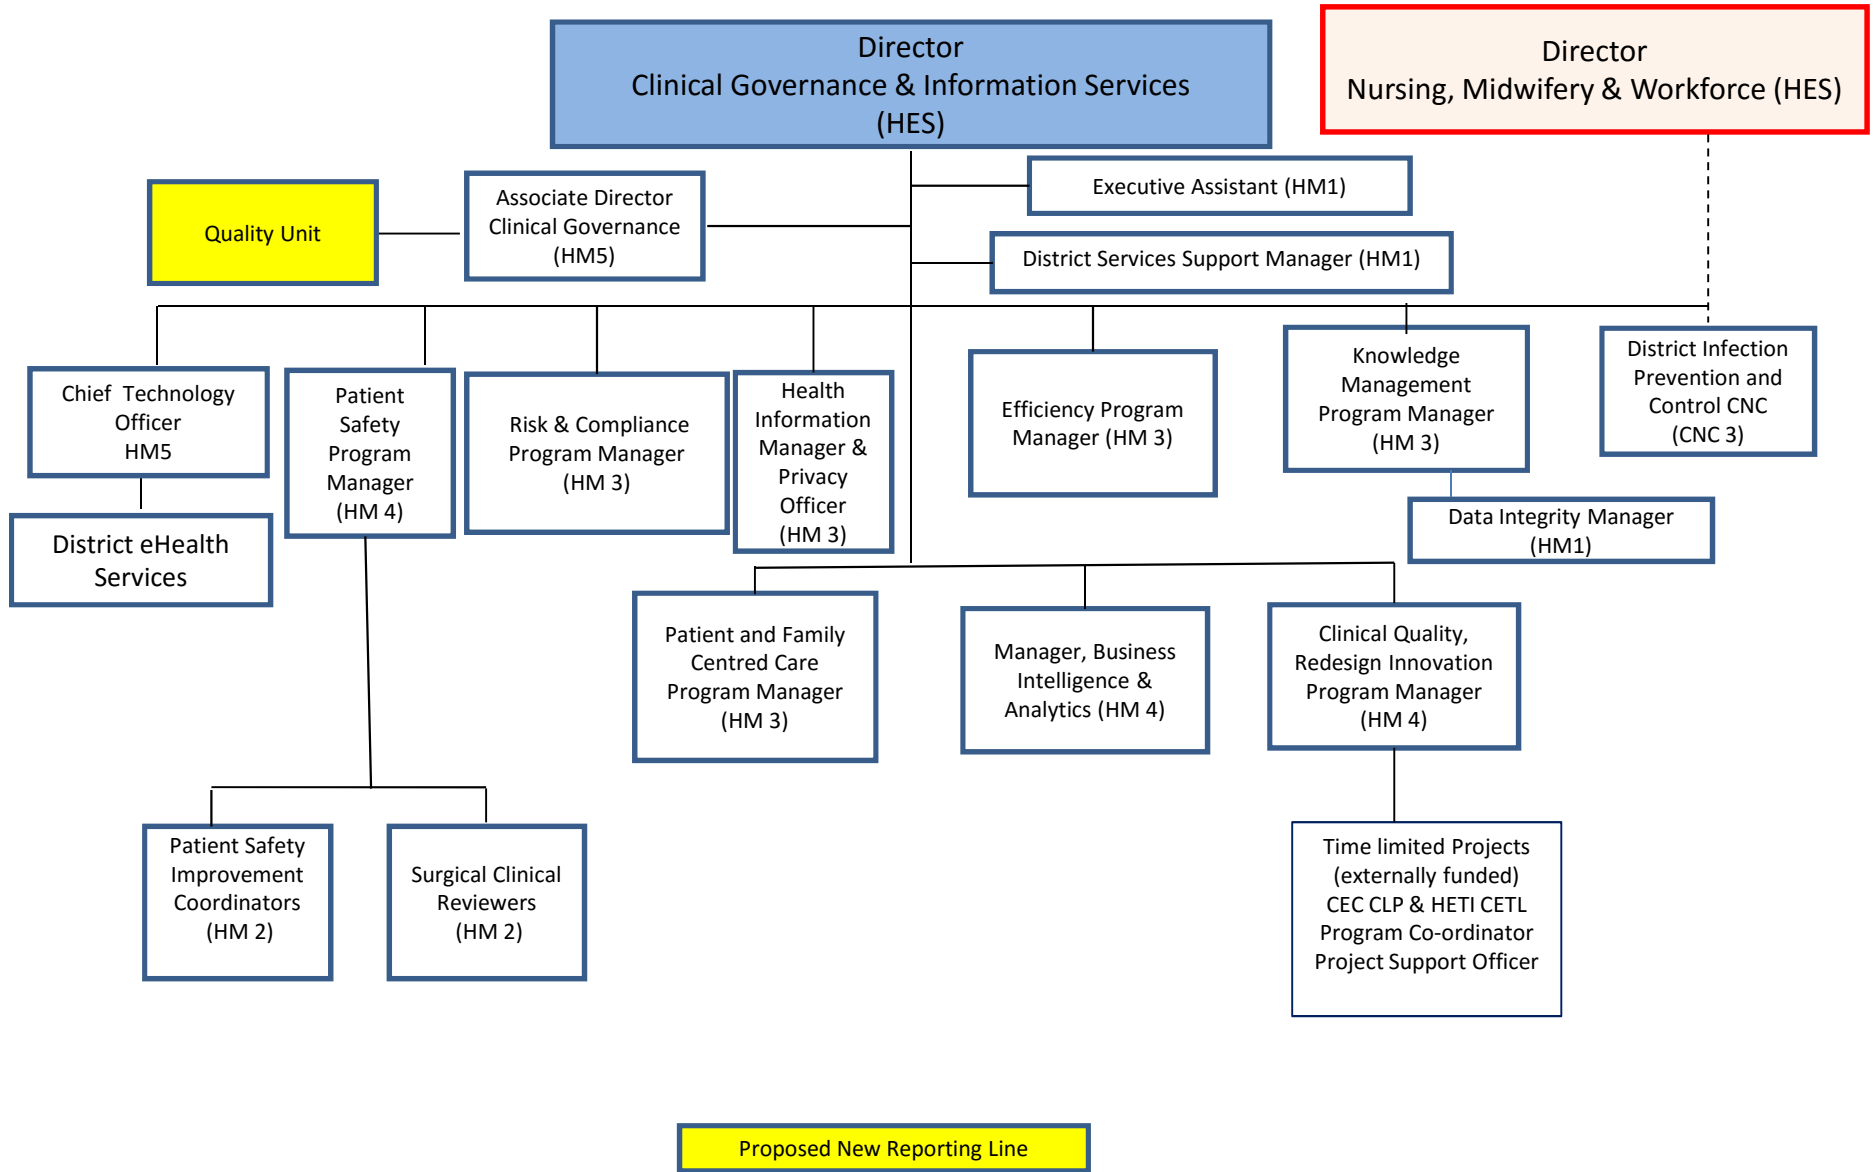 Director
Clinical Governance & Information Services
(HES)
Director
Nursing, Midwifery & Workforce (HES)
Quality Unit
Associate Director
Clinical Governance
(HM5)
Executive Assistant (HM1)
District Services Support Manager (HM1)
Chief Technology
Officer
HM5
District eHealth
Services
Patient
Safety
Program
Manager
(HM 4)
Risk & Compliance
Program Manager
(HM 3)
Health
Information
Manager &
Privacy
Officer
(HM 3)
Efficiency Program
Manager (HM 3)
Knowledge
Management
Program Manager
(HM 3)
Data Integrity Manager
(HM1)
District Infection
Prevention and
Control CNC
(CNC 3)
Patient and Family
Centred Care
Program Manager
(HM 3)
Manager, Business
Intelligence &
Analytics (HM 4)
Clinical Quality,
Redesign Innovation
Program Manager
(HM 4)
Patient Safety
Improvement
Coordinators
(HM 2)
Surgical Clinical
Reviewers
(HM 2)
Time limited Projects
(externally funded)
CEC CLP & HETI CETL
Program Co-ordinator
Project Support Officer
Proposed New Reporting Line